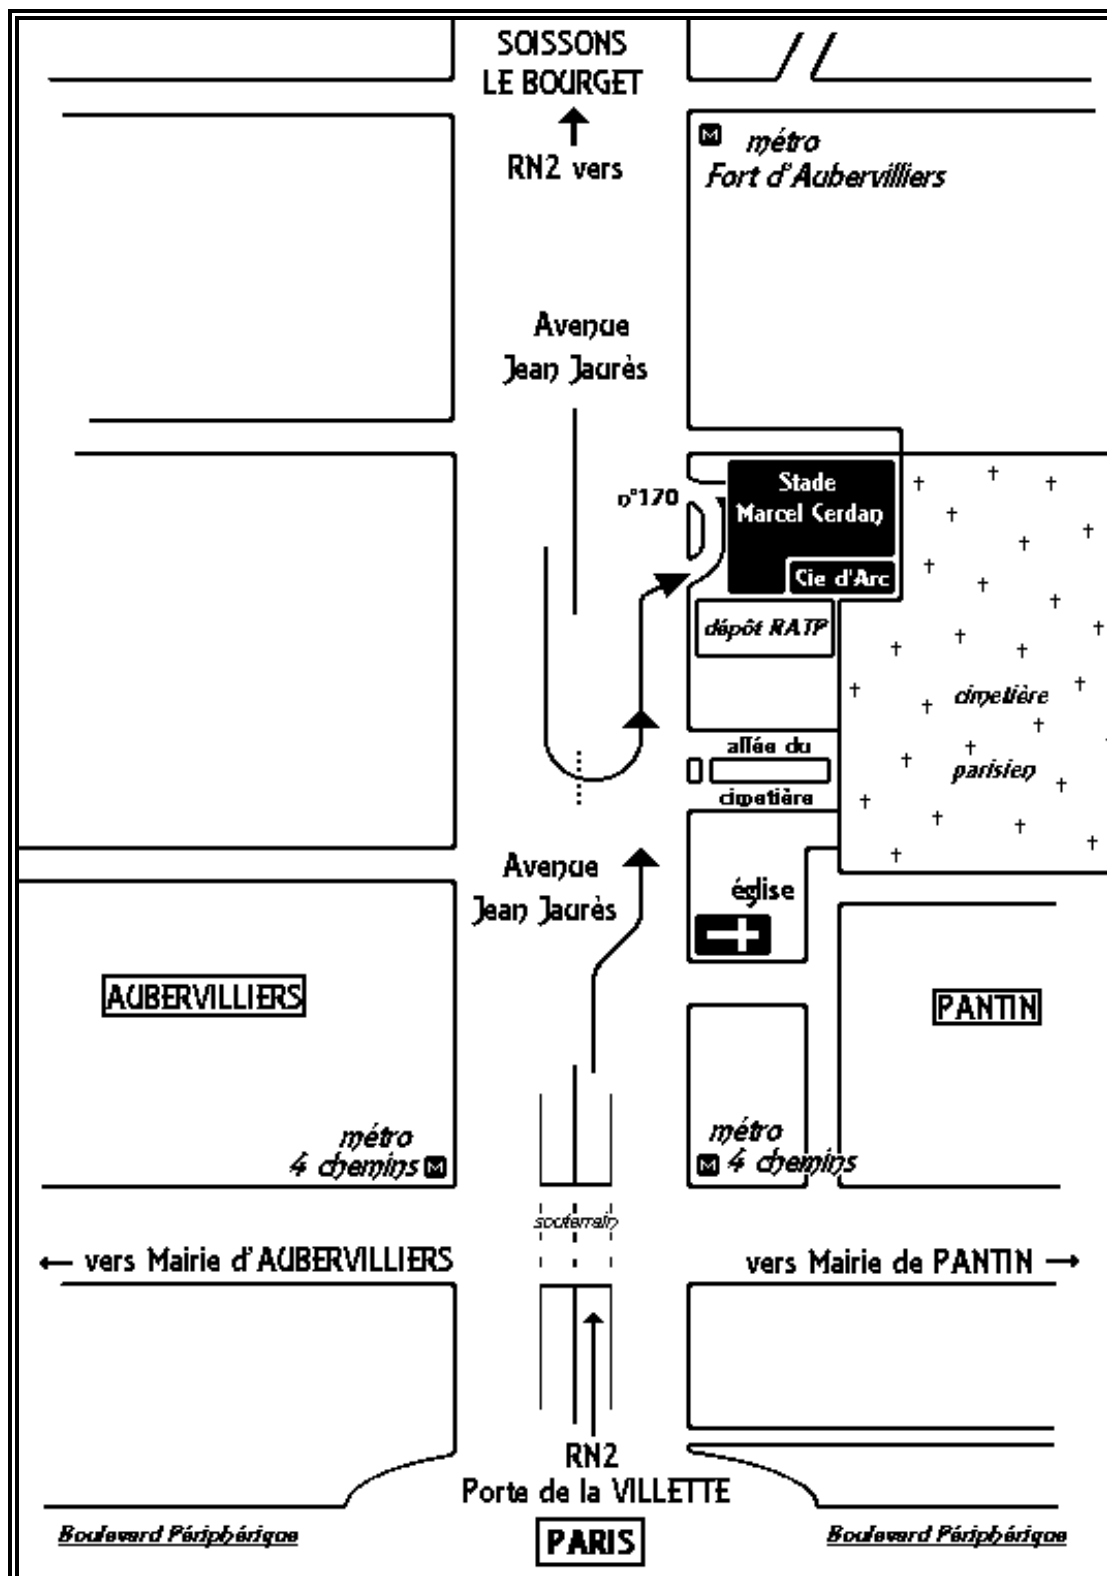 SOISSONS
LE BOURGET
RN2 vers
M métro
Fort d'Aubervilliers
Avenue
Jean Jaurès
n°170
Stade
Marcel Cerdan
Cie d'Arc
dépôt RATP
cimetière
parisien
allée du
cimetière
Avenue
Jean Jaurès
église
AUBERVILLIERS
PANTIN
métro
4 chemins M
métro
M 4 chemins
souterrain
vers Mairie d'AUBERVILLIERS
vers Mairie de PANTIN
RN2
Porte de la VILLETTE
Boulevard Périphérique
PARIS
Boulevard Périphérique